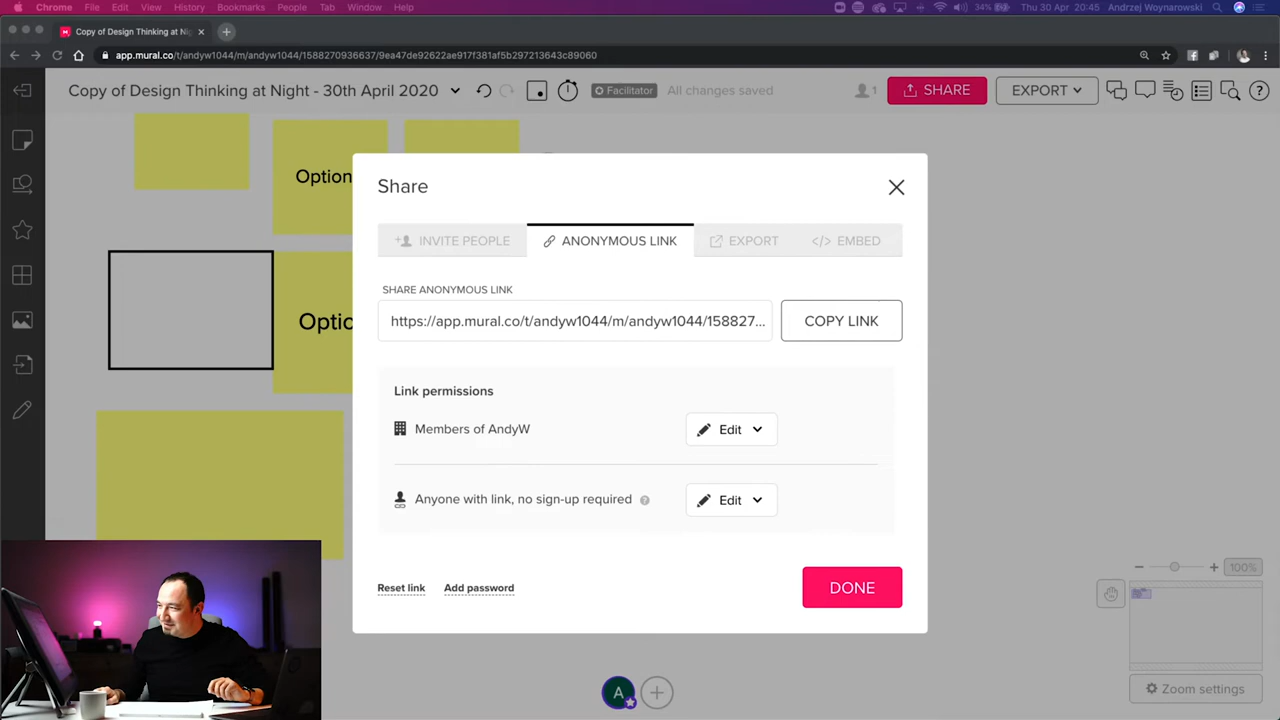 Chrome File Edit View History Bookmarks People Tab Window Help
34% Thu 30 Apr 20:45 Andrzej Woynarowski
Copy of Design Thinking at Nig
app.mural.co/t/andyw1044/m/andyw1044/1588270936637/9ea47de92622ae917f381af5b297213643c89060
Copy of Design Thinking at Night - 30th April 2020
Facilitator
All changes saved
1
SHARE
EXPORT
?
Option
Optio
Share
INVITE PEOPLE
ANONYMOUS LINK
EXPORT
</> EMBED
SHARE ANONYMOUS LINK
https://app.mural.co/t/andyw1044/m/andyw1044/158827...
COPY LINK
Link permissions
Members of AndyW
Edit
Anyone with link, no sign-up required ?
Edit
Reset link
Add password
DONE
100%
A
Zoom settings